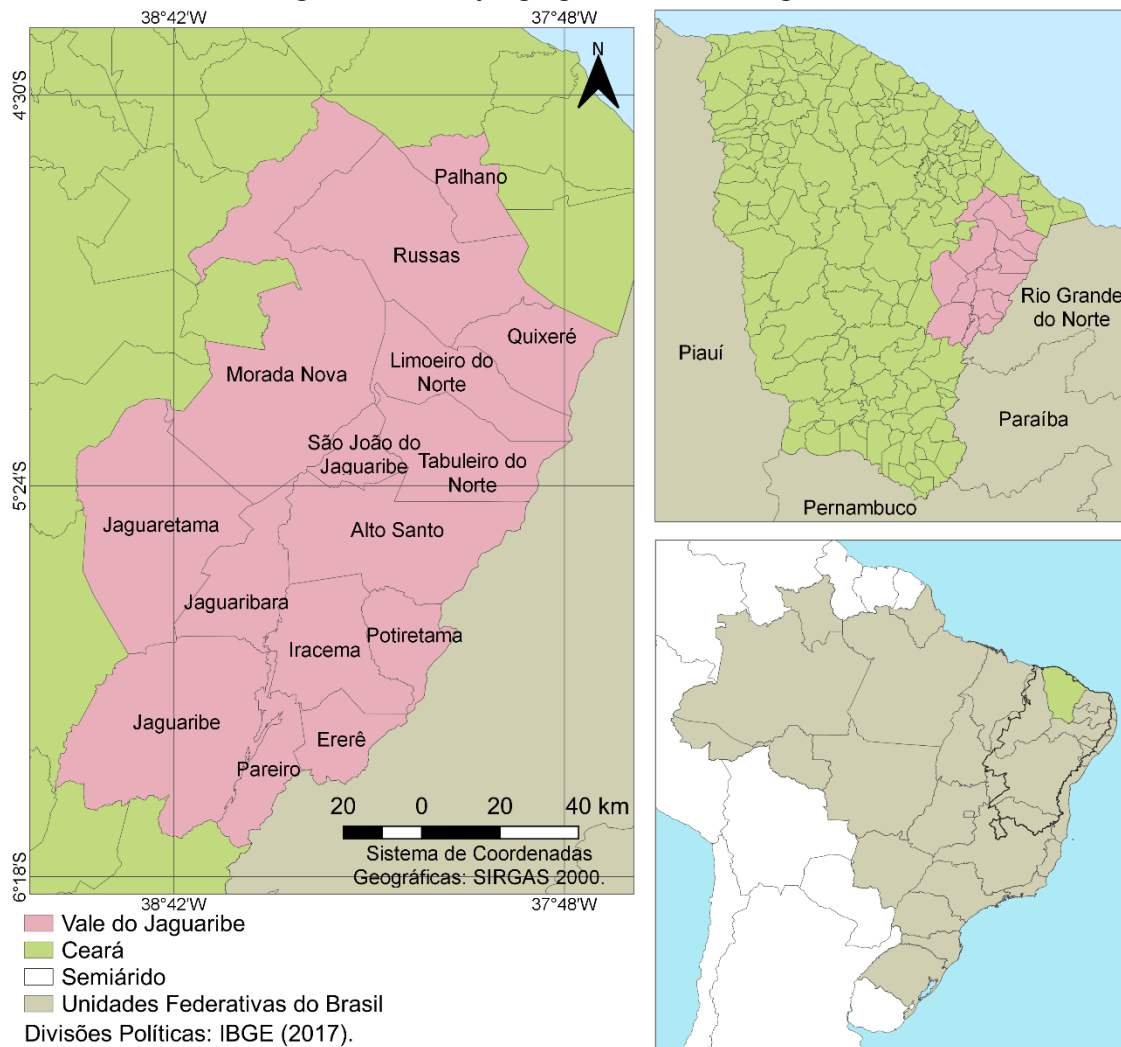 38°42'W
37°48'W
N
4°30'S
Palhano
Russas
Quixeré
Limoeiro do
Norte
Morada Nova
São João do
Jaguaribe
Tabuleiro do
Norte
5°24'S
Jaguaretama
Alto Santo
Jaguaribara
Iracema
Potiretama
Jaguaribe
Ererê
Pareiro
20 0 20 40 km
Sistema de Coordenadas
Geográficas: SIRGAS 2000.
6°18'S
38°42'W
37°48'W
Piauí
Rio Grande
do Norte
Paraíba
Pernambuco
Vale do Jaguaribe
Ceará
Semiárido
Unidades Federativas do Brasil
Divisões Políticas: IBGE (2017).